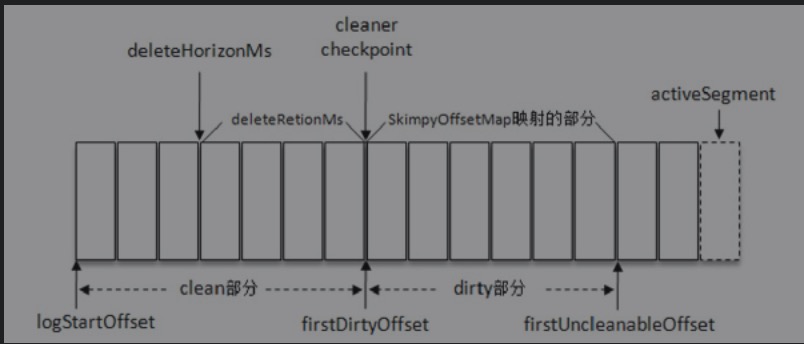 cleaner
checkpoint
deleteHorizonMs
activeSegment
deleteRetionMs
SkimpyOffsetMap映射的部分
clean部分
dirty部分
logStartOffset
firstDirtyOffset
firstUncleanableOffset